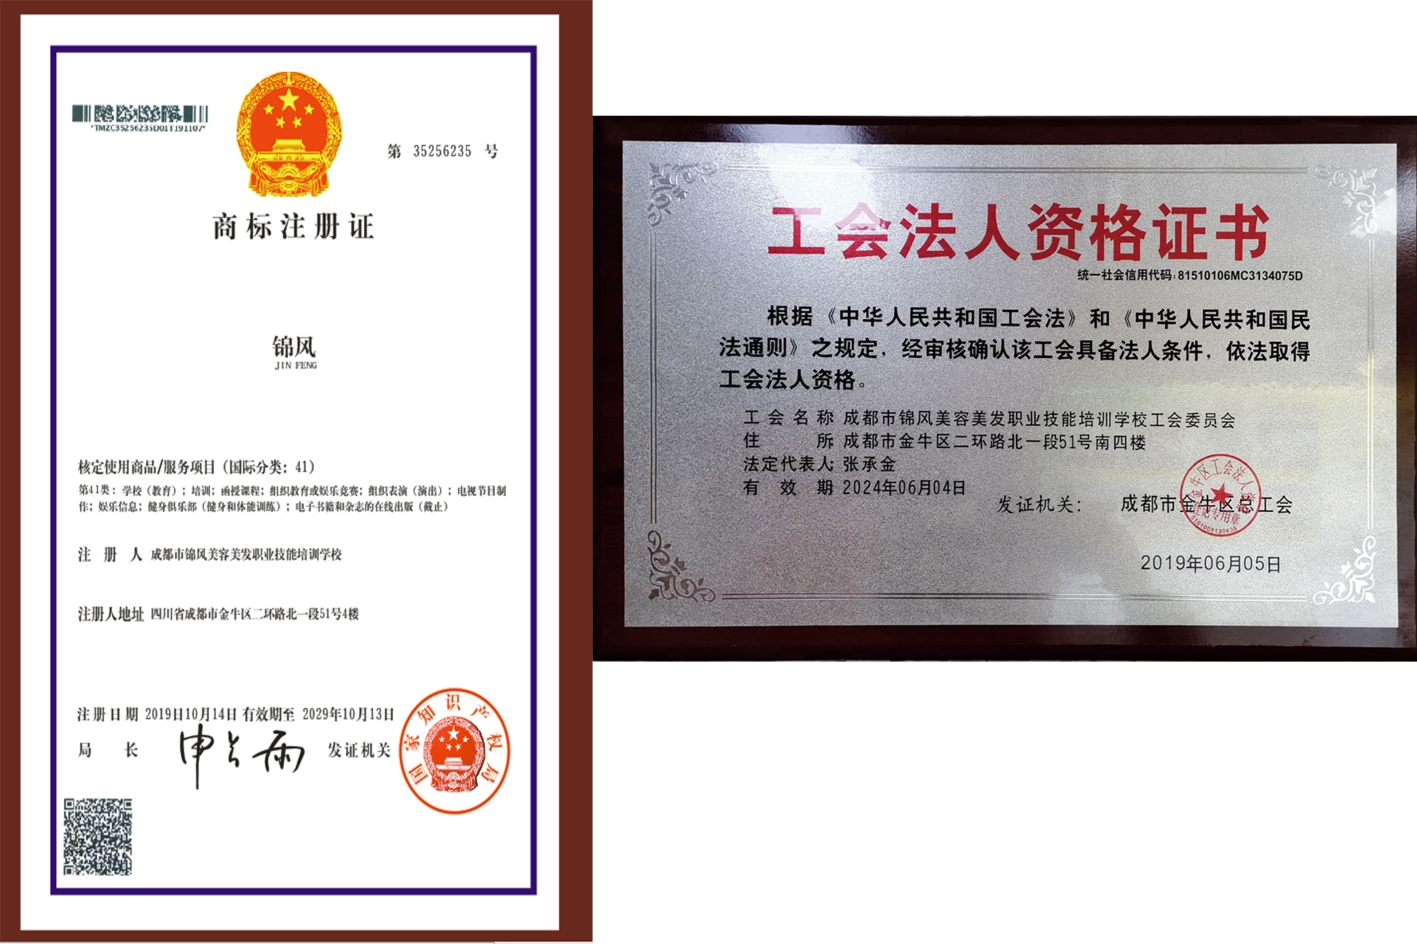 *TMZC35256235D01T191107*
第 35256235 号
商标注册证
锦风
JIN FENG
核定使用商品/服务项目(国际分类:41)
第41类:学校(教育);培训;函授课程;组织教育或娱乐竞赛;组织表演(演出);电视节目制
作;娱乐信息;健身俱乐部(健身和体能训练);电子书籍和杂志的在线出版(截止)
注册人 成都市锦风美容美发职业技能培训学校
注册人地址 四川省成都市金牛区二环路北一段51号4楼
注册日期 2019日10月14日 有效期至 2029年10月13日
局长 申长雨 发证机关
国家知识产权局
工会法人资格证书
统一社会信用代码:81510106MC3134075D
根据《中华人民共和国工会法》和《中华人民共和国民
法通则》之规定,经审核确认该工会具备法人条件,依法取得
工会法人资格。
工会名称 成都市锦风美容美发职业技能培训学校工会委员会
住所 成都市金牛区二环路北一段51号南四楼
法定代表人 张承金
有效期 2024年06月04日
发证机关: 成都市金牛区总工会
2019年06月05日